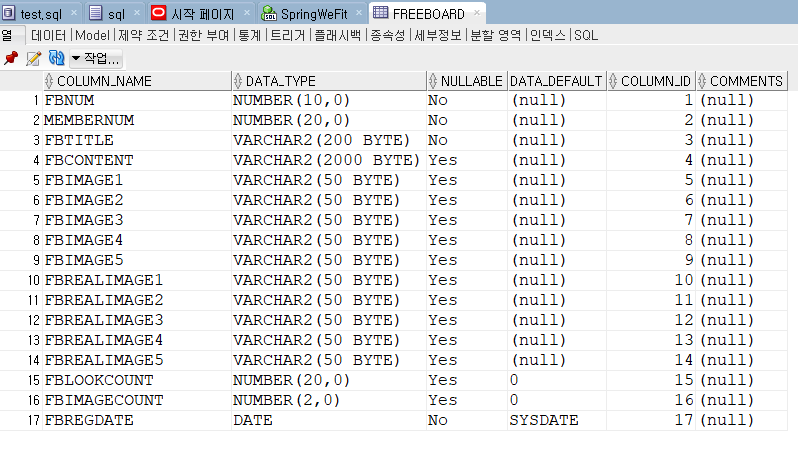 test,sql sql 시작 페이지 SpringWeFit FREEBOARD
열 데이터 Model 제약 조건 권한 부여 통계 트리거 플래시백 종속성 세부정보 분할 영역 인덱스 SQL
작업...
COLUMN_NAME DATA_TYPE NULLABLE DATA_DEFAULT COLUMN_ID COMMENTS
1 FBNUM NUMBER(10,0) No (null) 1 (null)
2 MEMBERNUM NUMBER(20,0) No (null) 2 (null)
3 FBTITLE VARCHAR2(200 BYTE) No (null) 3 (null)
4 FBCONTENT VARCHAR2(2000 BYTE) Yes (null) 4 (null)
5 FBIMAGE1 VARCHAR2(50 BYTE) Yes (null) 5 (null)
6 FBIMAGE2 VARCHAR2(50 BYTE) Yes (null) 6 (null)
7 FBIMAGE3 VARCHAR2(50 BYTE) Yes (null) 7 (null)
8 FBIMAGE4 VARCHAR2(50 BYTE) Yes (null) 8 (null)
9 FBIMAGE5 VARCHAR2(50 BYTE) Yes (null) 9 (null)
10 FBREALIMAGE1 VARCHAR2(50 BYTE) Yes (null) 10 (null)
11 FBREALIMAGE2 VARCHAR2(50 BYTE) Yes (null) 11 (null)
12 FBREALIMAGE3 VARCHAR2(50 BYTE) Yes (null) 12 (null)
13 FBREALIMAGE4 VARCHAR2(50 BYTE) Yes (null) 13 (null)
14 FBREALIMAGE5 VARCHAR2(50 BYTE) Yes (null) 14 (null)
15 FBLOOKCOUNT NUMBER(20,0) Yes 0 15 (null)
16 FBIMAGECOUNT NUMBER(2,0) Yes 0 16 (null)
17 FBREGDATE DATE No SYSDATE 17 (null)